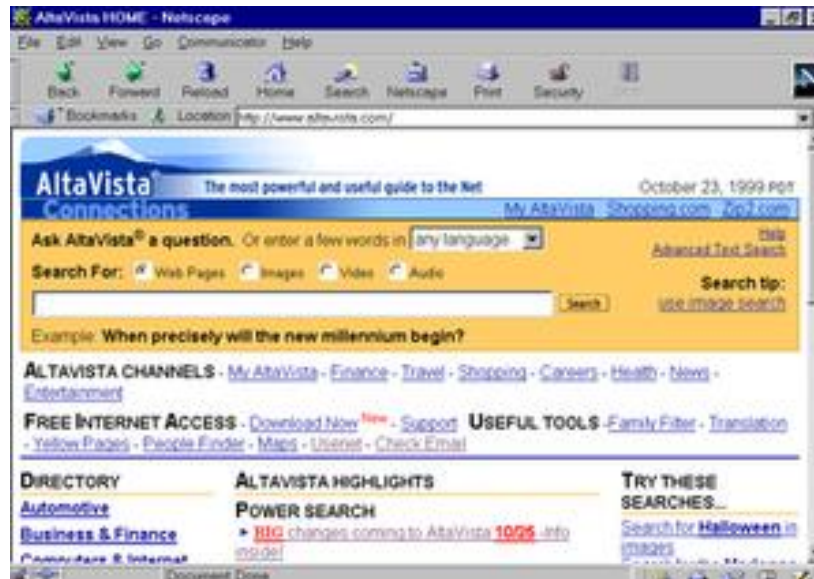 AltaVista HOME - Netscape
File Edit View Go Communicator Help
Back Forward Reload Home Search Netscape Print Security
Bookmarks Location http://www.altavista.com/
AltaVista® The most powerful and useful guide to the Net October 23, 1999 PDT
Connections My AltaVista Shopping.com Zip2.com
Ask AltaVista® a question. Or enter a few words in any language Help
Advanced Text Search
Search For: Web Pages Images Video Audio
Search tip:
Search use image search
Example: When precisely will the new millennium begin?
ALTAVISTA CHANNELS - My AltaVista - Finance - Travel - Shopping - Careers - Health - News -
Entertainment
FREE INTERNET ACCESS - Download Now New - Support USEFUL TOOLS - Family Filter - Translation
- Yellow Pages - People Finder - Maps - Usenet - Check Email
DIRECTORY
Automotive
Business & Finance
Computers & Internet
ALTAVISTA HIGHLIGHTS
POWER SEARCH
BIG changes coming to AltaVista 10/25 -Info
inside!
TRY THESE
SEARCHES...
Search for Halloween in
images
Document Done